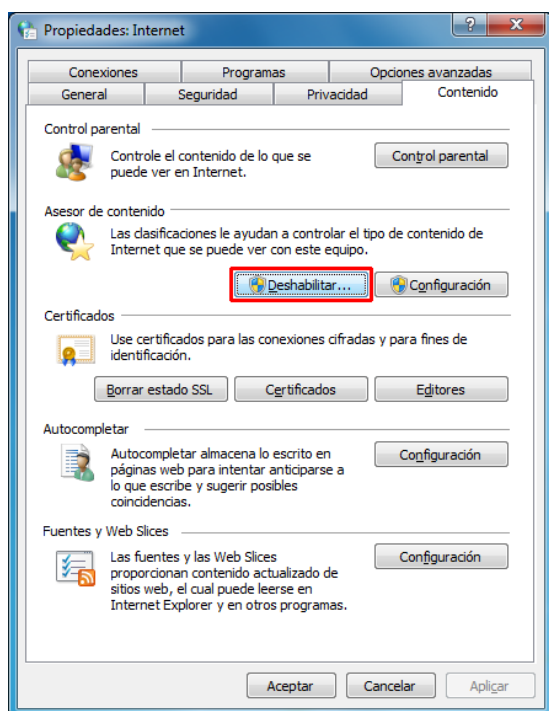 Propiedades: Internet
?
X
Conexiones Programas Opciones avanzadas
General Seguridad Privacidad Contenido
Control parental
Controle el contenido de lo que se
puede ver en Internet.
Control parental
Asesor de contenido
Las clasificaciones le ayudan a controlar el tipo de contenido de
Internet que se puede ver con este equipo.
Deshabilitar... Configuración
Certificados
Use certificados para las conexiones cifradas y para fines de
identificación.
Borrar estado SSL Certificados Editores
Autocompletar
Autocompletar almacena lo escrito en
páginas web para intentar anticiparse a
lo que escribe y sugerir posibles
coincidencias.
Configuración
Fuentes y Web Slices
Las fuentes y las Web Slices
proporcionan contenido actualizado de
sitios web, el cual puede leerse en
Internet Explorer y en otros programas.
Configuración
Aceptar Cancelar Aplicar